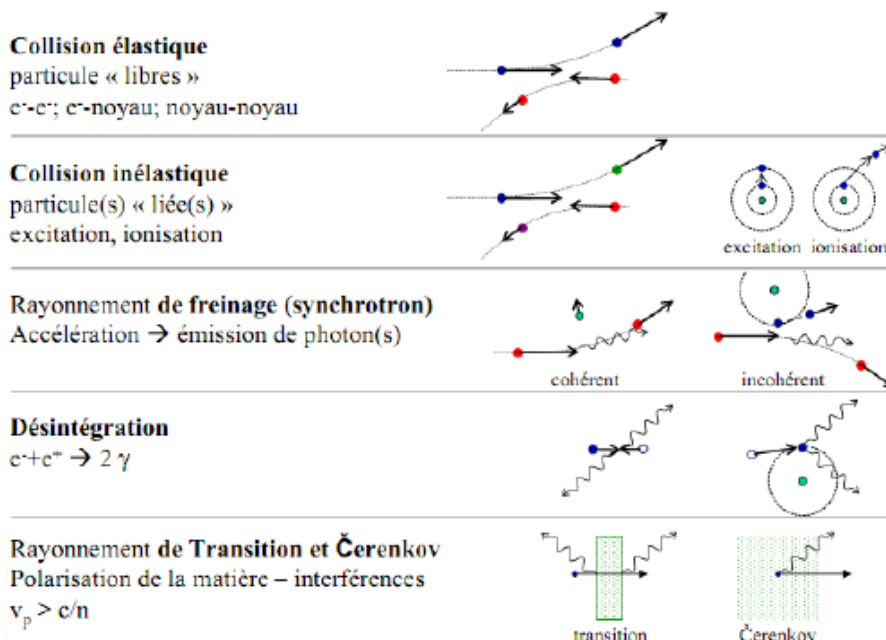 Collision élastique
particule « libres »
e⁻-e⁻; e⁻-noyau; noyau-noyau
Collision inélastique
particule(s) « liée(s) »
excitation, ionisation
excitation ionisation
Rayonnement de freinage (synchrotron)
Accélération → émission de photon(s)
cohérent incohérent
Désintégration
e⁻+e⁺ → 2 γ
Rayonnement de Transition et Čerenkov
Polarisation de la matière – interférences
vₚ > c/n
transition Čerenkov